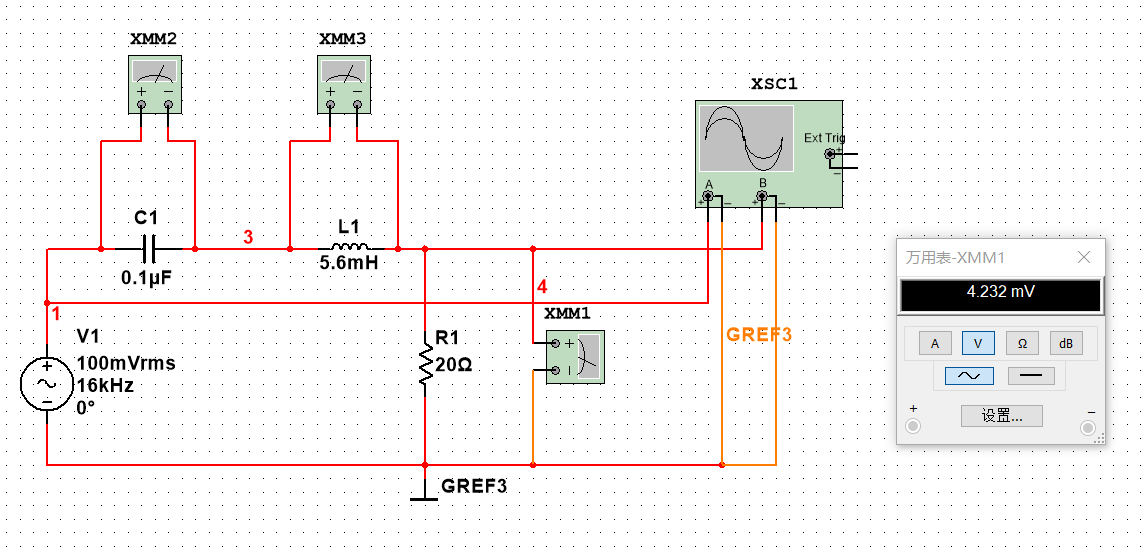 XMM2
XMM3
XSC1
Ext Trig
A
B
C1
0.1µF
3
L1
5.6mH
1
4
V1
100mVrms
16kHz
0°
R1
20Ω
XMM1
GREF3
GREF3
万用表-XMM1
4.232 mV
A
V
Ω
dB
设置...